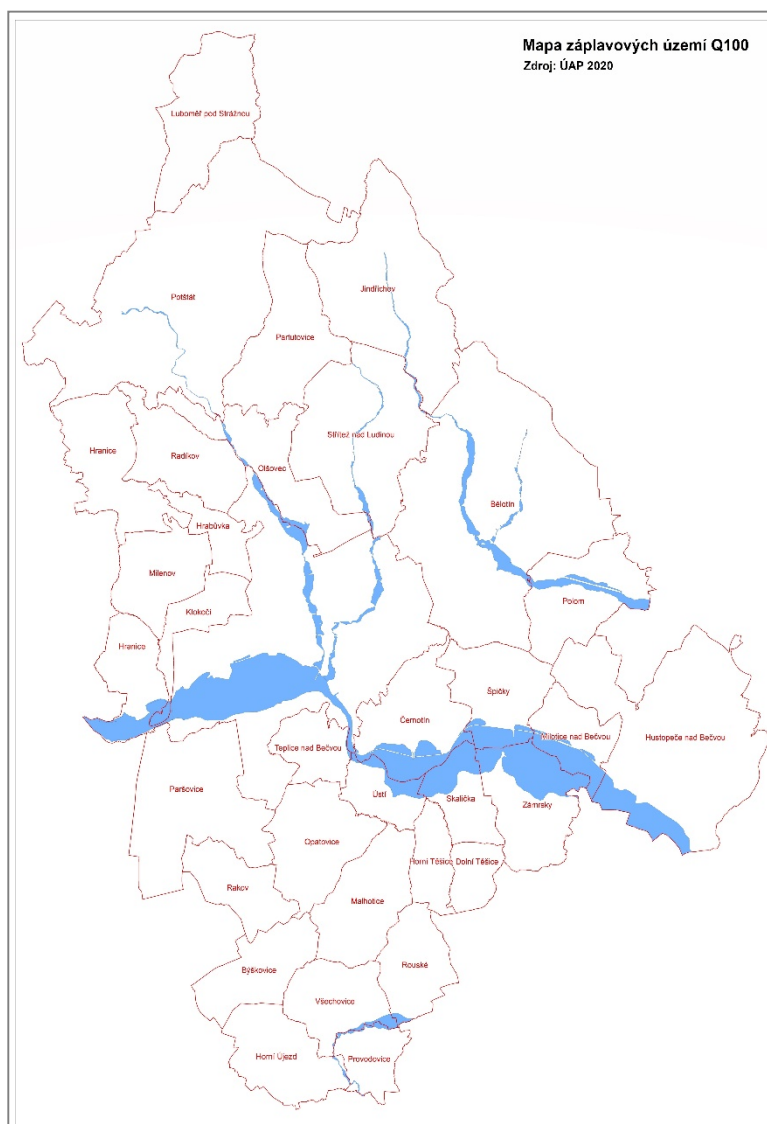 Mapa záplavových území Q100
Zdroj: ÚAP 2020
Luboměř pod Strážnou
Potštát
Jindřichov
Partutovice
Střítež nad Ludinou
Hranice
Radíkov
Olšovec
Bělotín
Hrabůvka
Milenov
Klokočí
Polom
Hranice
Špičky
Černotín
Milotice nad Bečvou
Hustopeče nad Bečvou
Teplice nad Bečvou
Paršovice
Ústí
Skalička
Zámrsky
Opatovice
Horní Těšice
Dolní Těšice
Rakov
Malhotice
Rouské
Býškovice
Všechovice
Horní Újezd
Provodovice